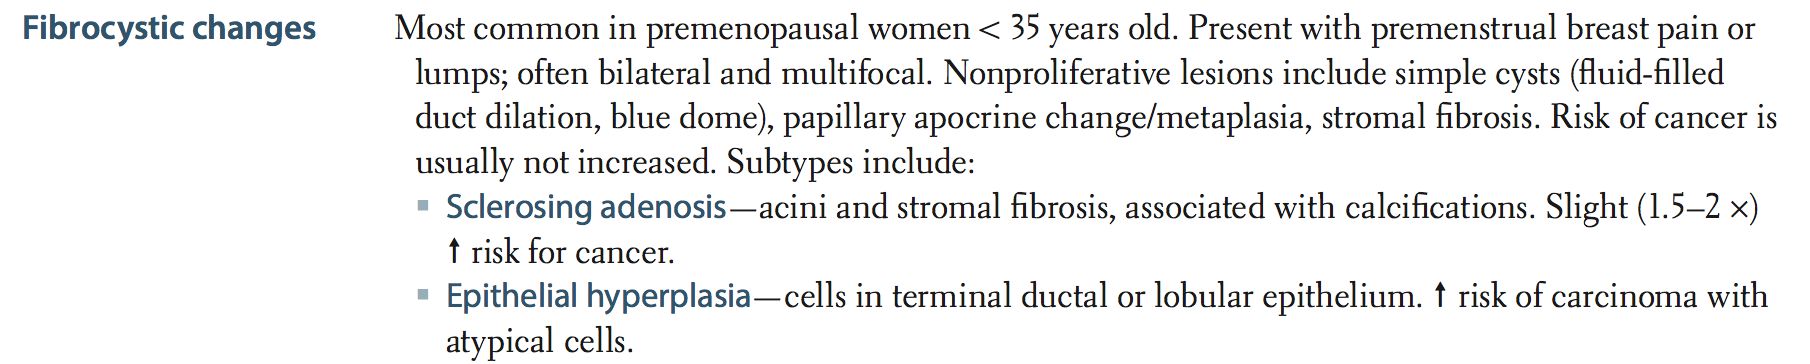 Fibrocystic changes
Most common in premenopausal women < 35 years old. Present with premenstrual breast pain or
lumps; often bilateral and multifocal. Nonproliferative lesions include simple cysts (fluid-filled
duct dilation, blue dome), papillary apocrine change/metaplasia, stromal fibrosis. Risk of cancer is
usually not increased. Subtypes include:
▪ Sclerosing adenosis—acini and stromal fibrosis, associated with calcifications. Slight (1.5–2 ×)
↑ risk for cancer.
▪ Epithelial hyperplasia—cells in terminal ductal or lobular epithelium. ↑ risk of carcinoma with
atypical cells.